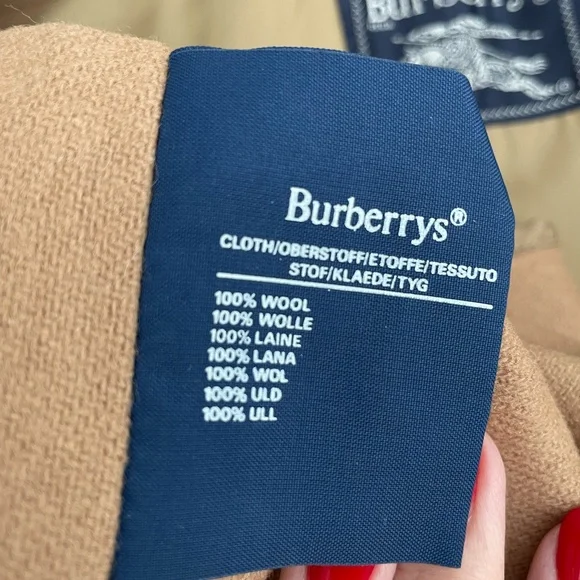 Burberrys
Burberrys®
CLOTH/OBERSTOFF/ETOFFE/TESSUTO
STOF/KLAEDE/TYG
100% WOOL
100% WOLLE
100% LAINE
100% LANA
100% WOL
100% ULD
100% ULL